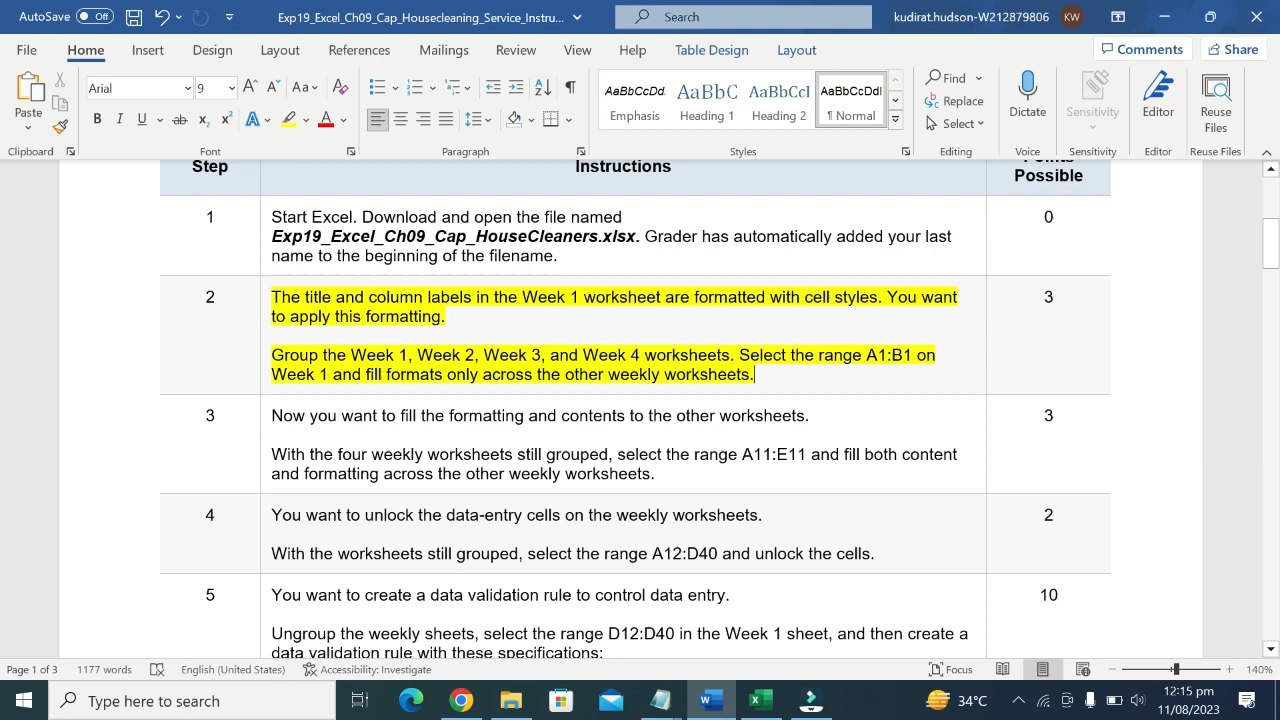 AutoSave Off Exp19_Excel_Ch09_Cap_Housecleaning_Service_Instru... Search kudirat.hudson-W212879806 KW
File Home Insert Design Layout References Mailings Review View Help Table Design Layout Comments Share
Paste
Clipboard
Arial 9 Aa
B I U ab x₂ x² A A
Font
Paragraph
AaBbCcDd AaBbC AaBbCcI AaBbCcDdI
Emphasis Heading 1 Heading 2 ¶ Normal
Styles
Find
Replace
Select
Editing
Dictate
Voice
Sensitivity
Sensitivity
Editor
Editor
Reuse Files
Reuse Files
Step Instructions Points Possible
1 Start Excel. Download and open the file named 0
Exp19_Excel_Ch09_Cap_HouseCleaners.xlsx. Grader has automatically added your last
name to the beginning of the filename.
2 The title and column labels in the Week 1 worksheet are formatted with cell styles. You want 3
to apply this formatting.
Group the Week 1, Week 2, Week 3, and Week 4 worksheets. Select the range A1:B1 on
Week 1 and fill formats only across the other weekly worksheets.
3 Now you want to fill the formatting and contents to the other worksheets. 3
With the four weekly worksheets still grouped, select the range A11:E11 and fill both content
and formatting across the other weekly worksheets.
4 You want to unlock the data-entry cells on the weekly worksheets. 2
With the worksheets still grouped, select the range A12:D40 and unlock the cells.
5 You want to create a data validation rule to control data entry. 10
Ungroup the weekly sheets, select the range D12:D40 in the Week 1 sheet, and then create a
data validation rule with these specifications:
Page 1 of 3 1177 words English (United States) Accessibility: Investigate Focus 140%
Type here to search 34°C 12:15 pm
11/08/2023